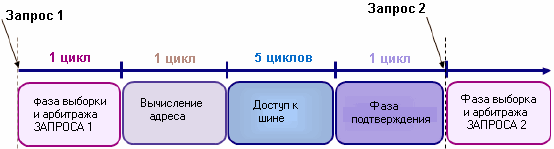 Запрос 1
Запрос 2
1 цикл
1 цикл
5 циклов
1 цикл
Фаза выборки
и арбитража
ЗАПРОСА 1
Вычисление
адреса
Доступ к
шине
Фаза
подтверждения
Фаза выборка
и арбитража
ЗАПРОСА 2